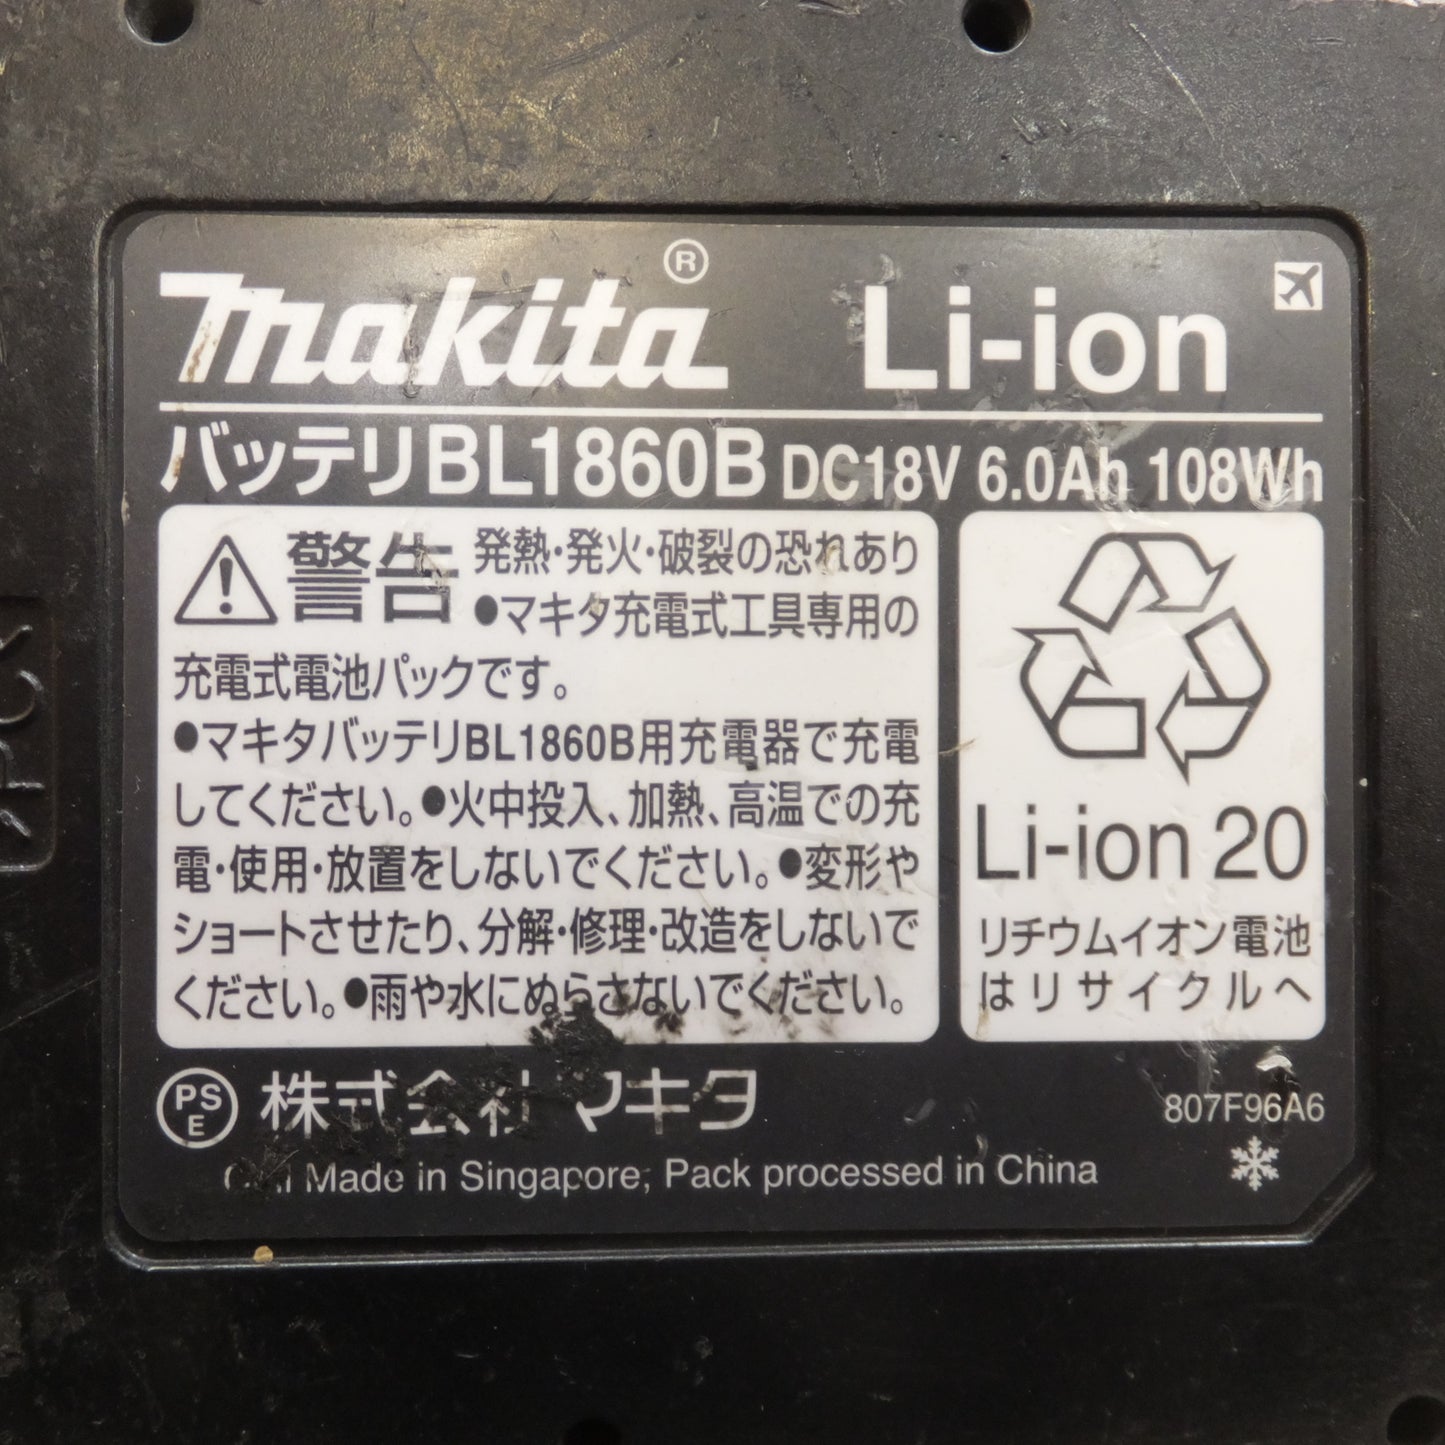 makita® Li-ion
バッテリBL1860B DC18V 6.0Ah 108Wh
警告 発熱・発火・破裂の恐れあり
●マキタ充電式工具専用の
充電式電池パックです。
●マキタバッテリBL1860B用充電器で充電
してください。●火中投入、加熱、高温での充
電・使用・放置をしないでください。●変形や
ショートさせたり、分解・修理・改造をしないで
ください。●雨や水にぬらさないでください。
Li-ion 20
リチウムイオン電池
はリサイクルへ
PS
E
株式会社マキタ
807F96A6
Made in Singapore, Pack processed in China